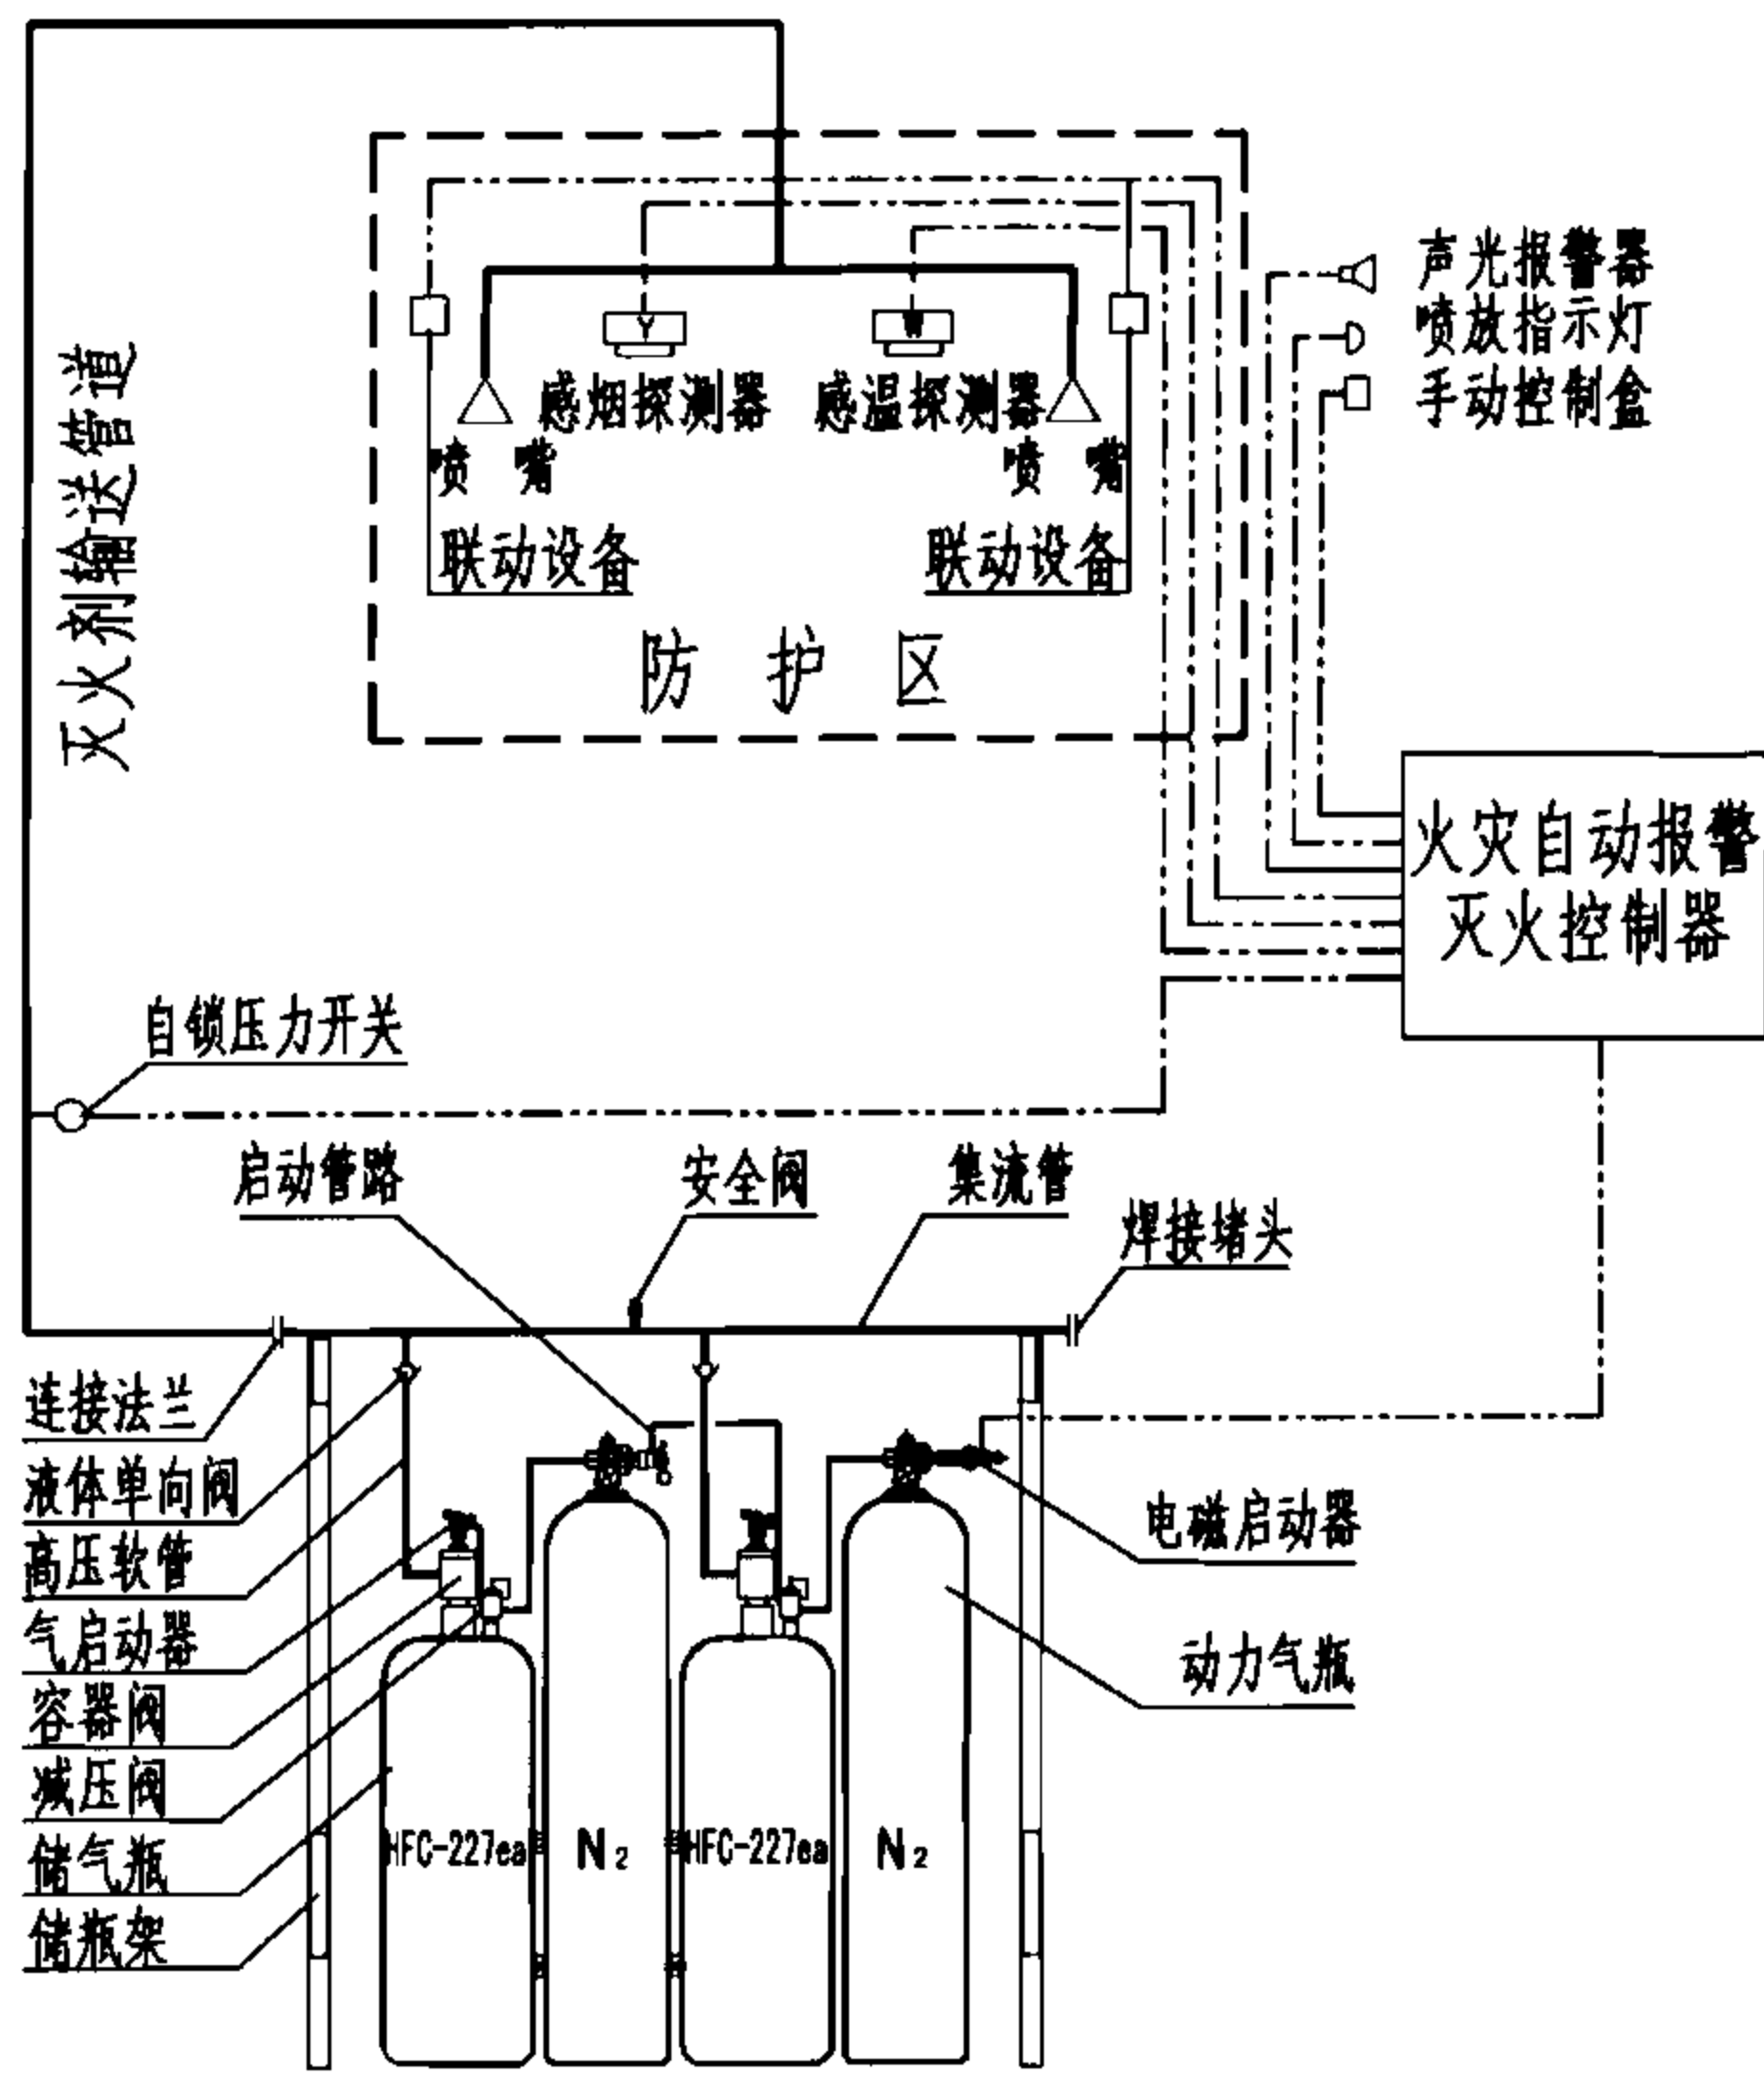 灭火剂输送管道
声光报警器
喷放指示灯
手动控制盒
感烟探测器
感温探测器
喷 嘴
喷 嘴
联动设备
联动设备
防 护 区
火灾自动报警
灭火控制器
自锁压力开关
启动管路
安全阀
集流管
焊接堵头
连接法兰
液体单向阀
高压软管
气启动器
容器阀
减压阀
储气瓶
储瓶架
电磁启动器
动力气瓶
HFC-227ea
N₂
HFC-227ea
N₂